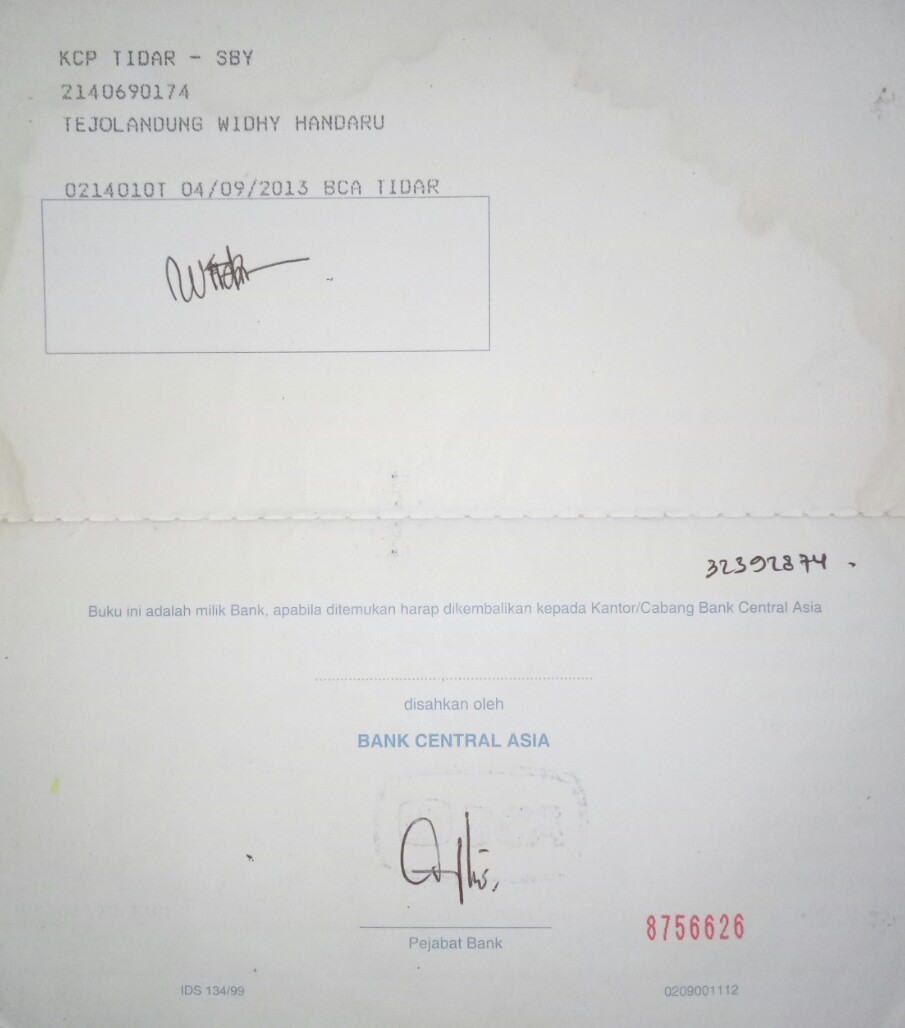 KCP TIDAR - SBY
2140690174
TEJOLANDUNG WIDHY HANDARU
0214010T 04/09/2013 BCA TIDAR
32392874.
Buku ini adalah milik Bank, apabila ditemukan harap dikembalikan kepada Kantor/Cabang Bank Central Asia
disahkan oleh
BANK CENTRAL ASIA
Pejabat Bank
8756626
IDS 134/99
0209001112